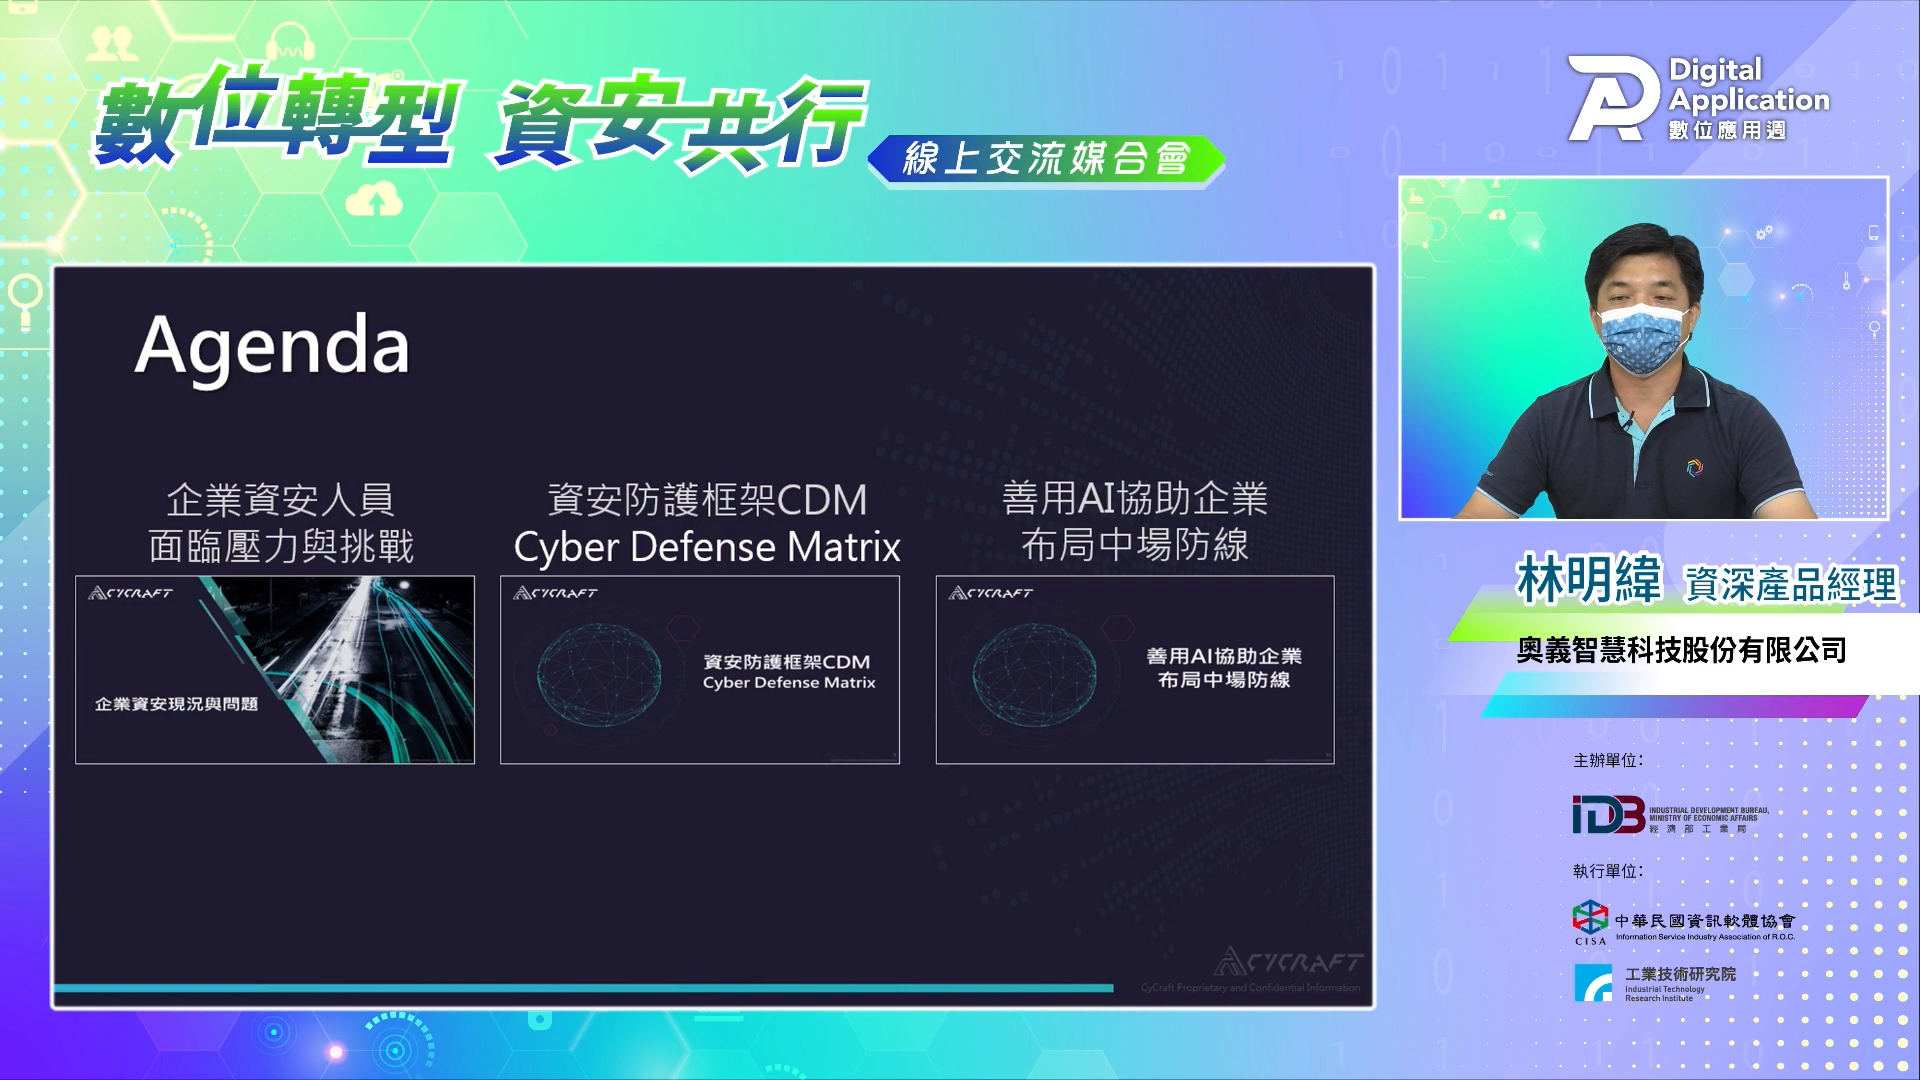 數位轉型 資安共行
線上交流媒合會
Digital
Application
數位應用週
Agenda
企業資安人員
面臨壓力與挑戰
資安防護框架CDM
Cyber Defense Matrix
善用AI協助企業
布局中場防線
CYCRAFT
企業資安現況與問題
CYCRAFT
資安防護框架CDM
Cyber Defense Matrix
CYCRAFT
善用AI協助企業
布局中場防線
CYCRAFT
CyCraft Proprietary and Confidential Information
林明緯 資深產品經理
奧義智慧科技股份有限公司
主辦單位:
IDB
INDUSTRIAL DEVELOPMENT BUREAU,
MINISTRY OF ECONOMIC AFFAIRS
經濟部工業局
執行單位:
CISA
中華民國資訊軟體協會
Information Service Industry Association of R.O.C.
工業技術研究院
Industrial Technology
Research Institute